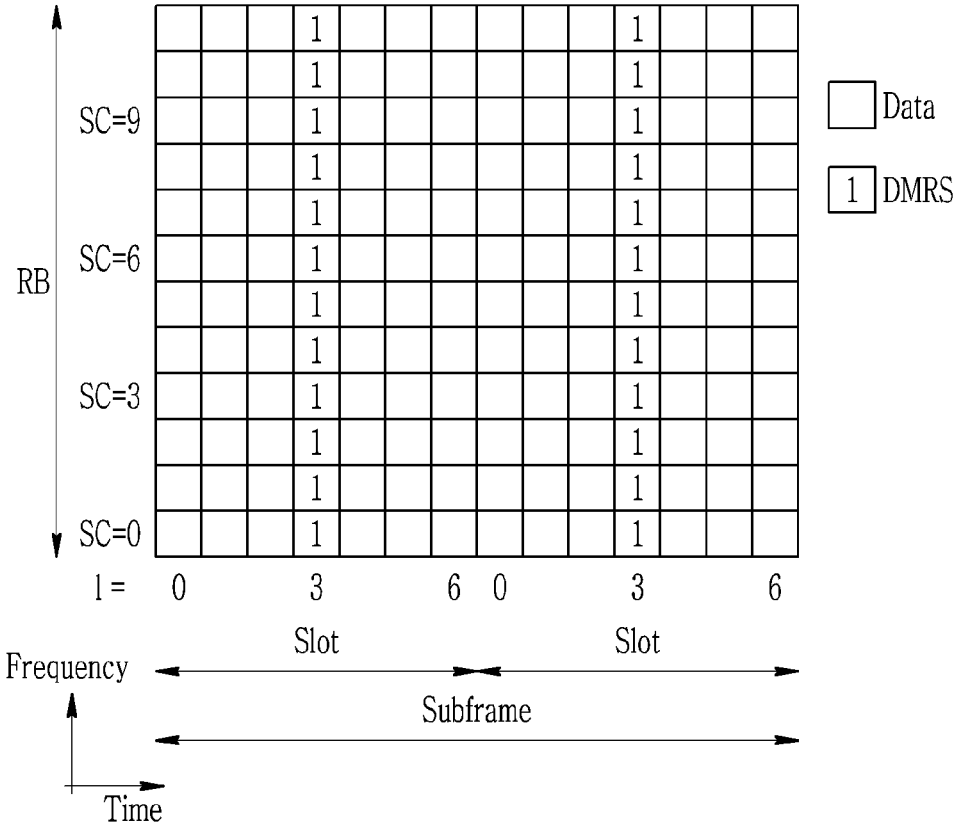 1 1
1 1
SC=9 1 1 Data
1 1
1 1 1 DMRS
SC=6 1 1
RB 1 1
1 1
SC=3 1 1
1 1
1 1
SC=0 1 1
l = 0 3 6 0 3 6
Slot Slot
Frequency
Subframe
Time